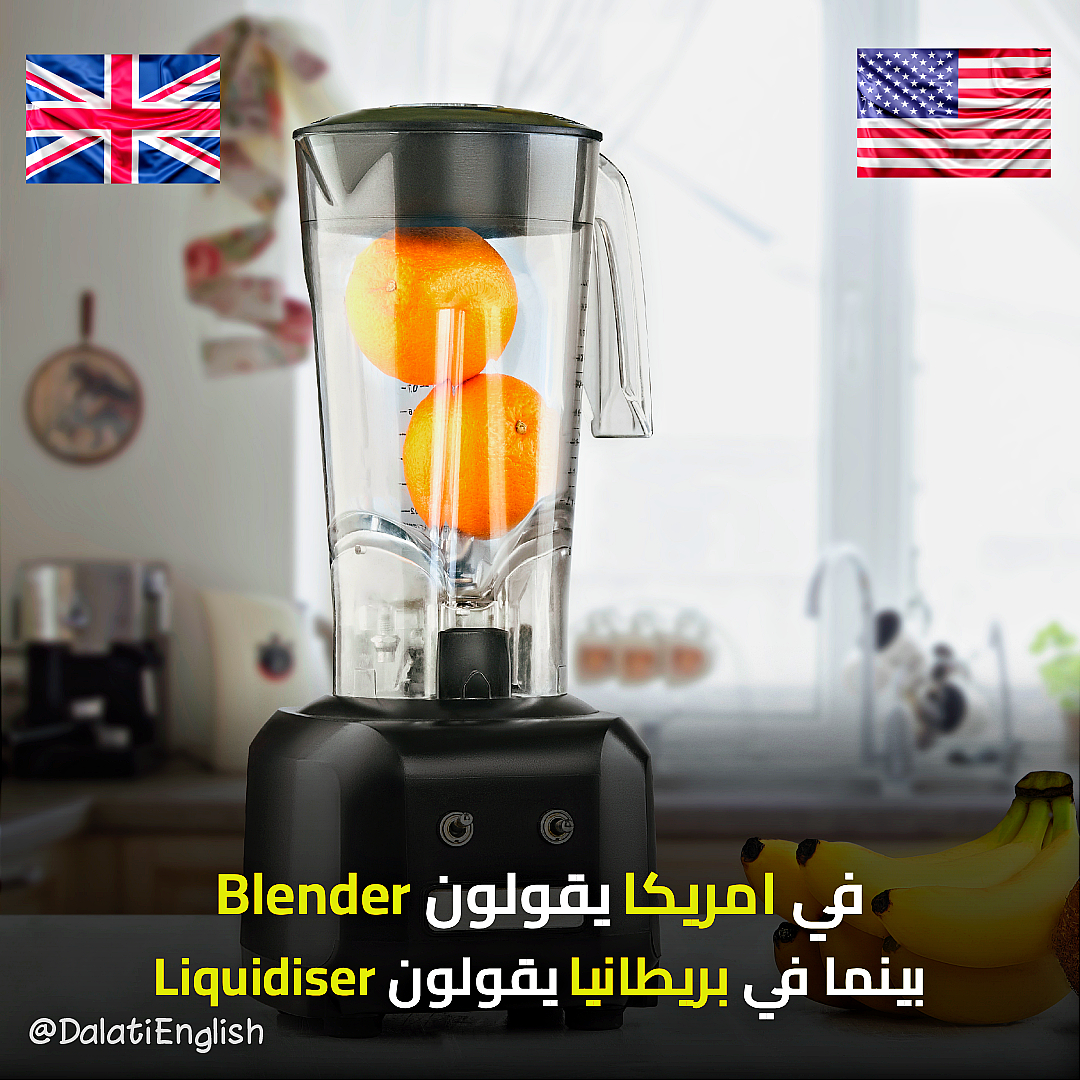 في امريكا يقولون Blender
بينما في بريطانيا يقولون Liquidiser
@DalatiEnglish